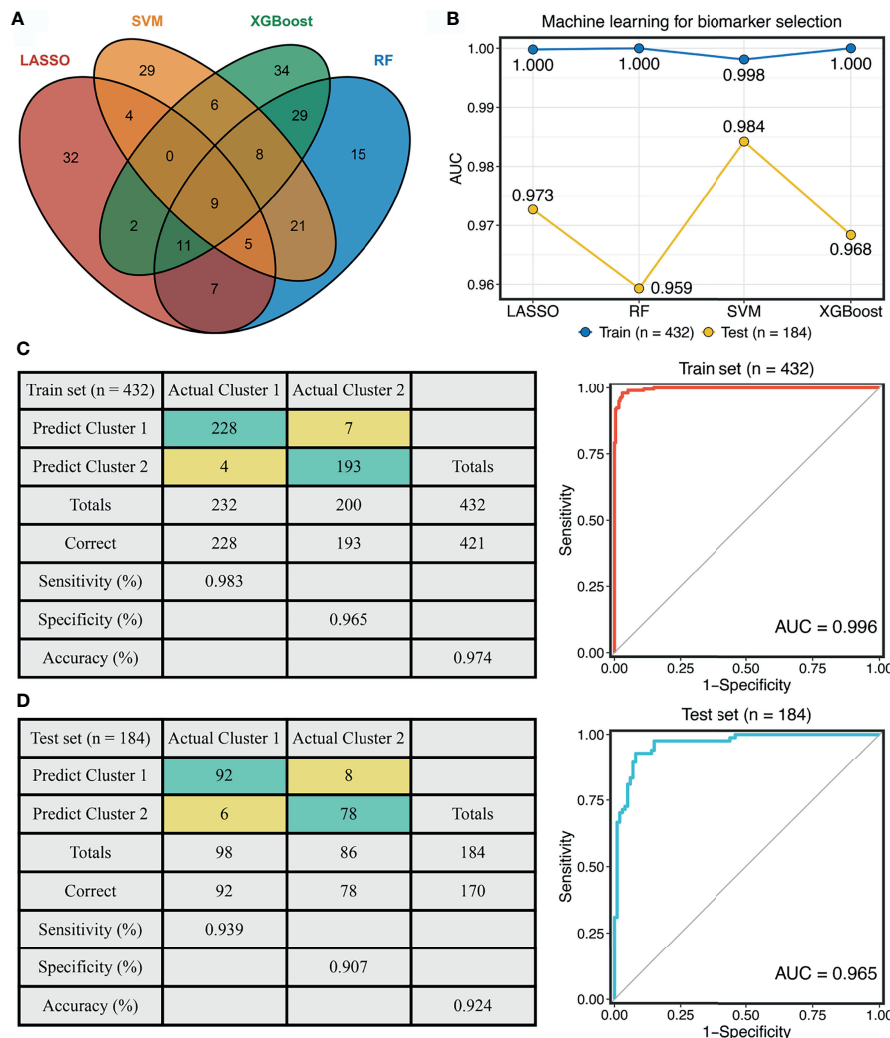 A
SVM
XGBoost
LASSO
RF
29
34
4
6
29
32
0
8
15
9
2
11
5
21
7
B
Machine learning for biomarker selection
1.00
0.99
0.98
0.97
0.96
AUC
1.000
1.000
0.998
1.000
0.973
0.959
0.984
0.968
LASSO
RF
SVM
XGBoost
Train (n = 432)
Test (n = 184)
C
Train set (n = 432) Actual Cluster 1 Actual Cluster 2
Predict Cluster 1 228 7
Predict Cluster 2 4 193 Totals
Totals 232 200 432
Correct 228 193 421
Sensitivity (%) 0.983
Specificity (%) 0.965
Accuracy (%) 0.974
Train set (n = 432)
1.00
0.75
0.50
0.25
0.00
Sensitivity
AUC = 0.996
0.00 0.25 0.50 0.75 1.00
1−Specificity
D
Test set (n = 184) Actual Cluster 1 Actual Cluster 2
Predict Cluster 1 92 8
Predict Cluster 2 6 78 Totals
Totals 98 86 184
Correct 92 78 170
Sensitivity (%) 0.939
Specificity (%) 0.907
Accuracy (%) 0.924
Test set (n = 184)
1.00
0.75
0.50
0.25
0.00
Sensitivity
AUC = 0.965
0.00 0.25 0.50 0.75 1.00
1−Specificity